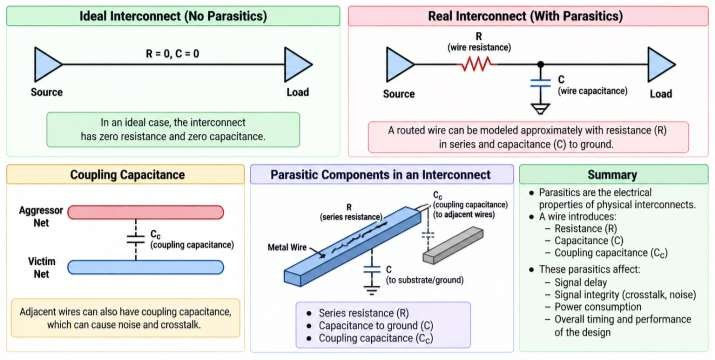 Ideal Interconnect (No Parasitics)
R = 0, C = 0
Source
Load
In an ideal case, the interconnect
has zero resistance and zero capacitance.
Real Interconnect (With Parasitics)
R
(wire resistance)
C
(wire capacitance)
Source
Load
A routed wire can be modeled approximately with resistance (R)
in series and capacitance (C) to ground.
Coupling Capacitance
Aggressor
Net
C_C
(coupling capacitance)
Victim
Net
Adjacent wires can also have coupling capacitance,
which can cause noise and crosstalk.
Parasitic Components in an Interconnect
R
(series resistance)
C_C
(coupling capacitance)
(to adjacent wires)
Metal Wire
C
(to substrate/ground)
• Series resistance (R)
• Capacitance to ground (C)
• Coupling capacitance (C_C)
Summary
• Parasitics are the electrical
properties of physical interconnects.
• A wire introduces:
– Resistance (R)
– Capacitance (C)
– Coupling capacitance (C_C)
• These parasitics affect:
– Signal delay
– Signal integrity (crosstalk, noise)
– Power consumption
– Overall timing and performance
of the design